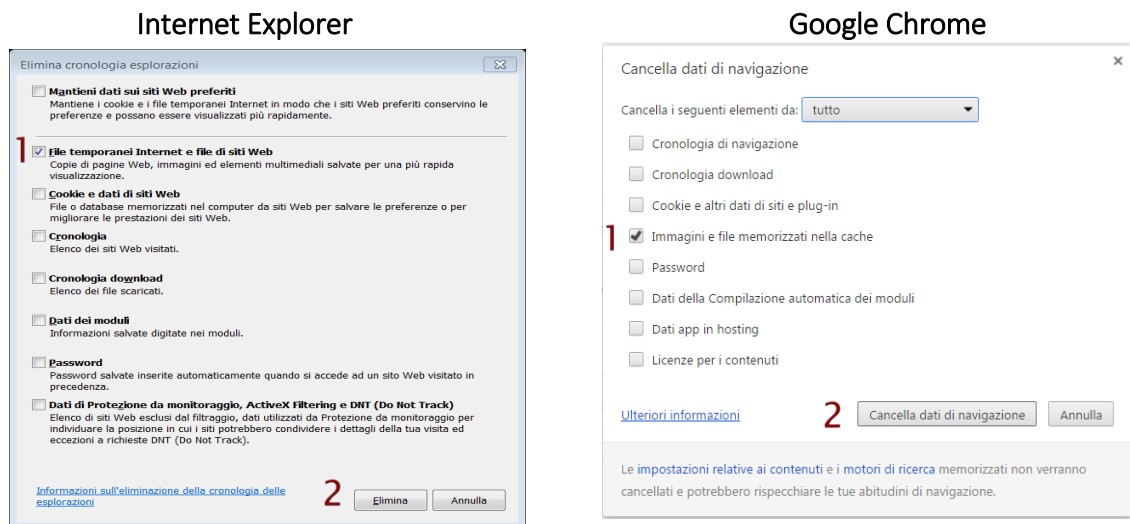 Internet Explorer
Elimina cronologia esplorazioni
Mantieni dati sui siti Web preferiti
Mantiene i cookie e i file temporanei Internet in modo che i siti Web preferiti conservino le
preferenze e possano essere visualizzati più rapidamente.
1
File temporanei Internet e file di siti Web
Copie di pagine Web, immagini ed elementi multimediali salvate per una più rapida
visualizzazione.
Cookie e dati di siti Web
File o database memorizzati nel computer da siti Web per salvare le preferenze o per
migliorare le prestazioni dei siti Web.
Cronologia
Elenco dei siti Web visitati.
Cronologia download
Elenco dei file scaricati.
Dati dei moduli
Informazioni salvate digitate nei moduli.
Password
Password salvate inserite automaticamente quando si accede ad un sito Web visitato in
precedenza.
Dati di Protezione da monitoraggio, ActiveX Filtering e DNT (Do Not Track)
Elenco di siti Web esclusi dal filtraggio, dati utilizzati da Protezione da monitoraggio per
individuare la posizione in cui i siti potrebbero condividere i dettagli della tua visita ed
eccezioni a richieste DNT (Do Not Track).
Informazioni sull'eliminazione della cronologia delle
esplorazioni
2
Elimina
Annulla
Google Chrome
Cancella dati di navigazione
Cancella i seguenti elementi da: tutto
Cronologia di navigazione
Cronologia download
Cookie e altri dati di siti e plug-in
1
Immagini e file memorizzati nella cache
Password
Dati della Compilazione automatica dei moduli
Dati app in hosting
Licenze per i contenuti
Ulteriori informazioni
2
Cancella dati di navigazione
Annulla
Le impostazioni relative ai contenuti e i motori di ricerca memorizzati non verranno
cancellati e potrebbero rispecchiare le tue abitudini di navigazione.